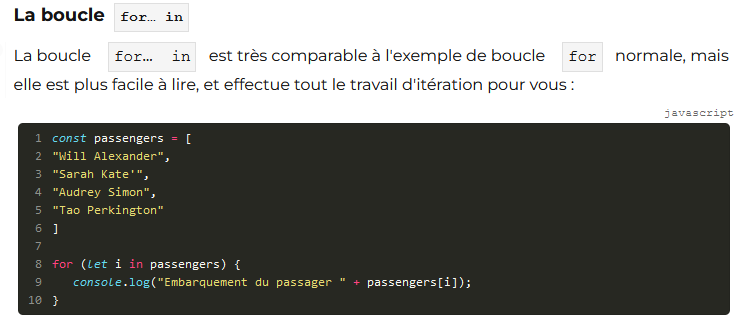 La boucle for… in
La boucle for… in est très comparable à l'exemple de boucle for normale, mais
elle est plus facile à lire, et effectue tout le travail d'itération pour vous :
javascript
1 const passengers = [
2 "Will Alexander",
3 "Sarah Kate'",
4 "Audrey Simon",
5 "Tao Perkington"
6 ]
7
8 for (let i in passengers) {
9 console.log("Embarquement du passager " + passengers[i]);
10 }